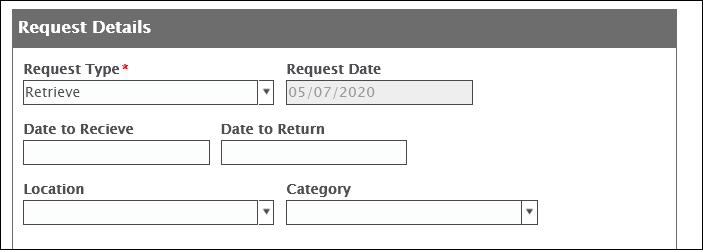 Request Details
Request Type* Request Date
Retrieve 05/07/2020
Date to Recieve Date to Return
Location Category